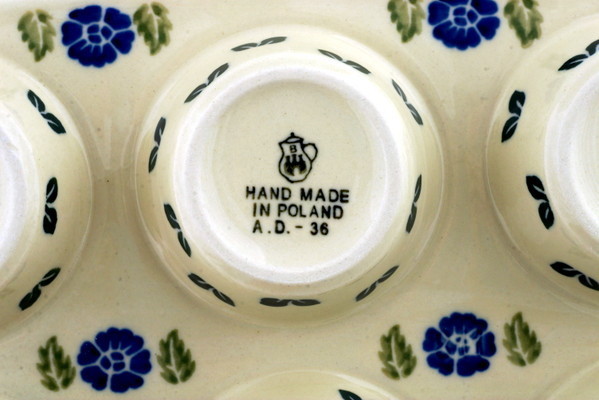 B
HAND MADE
IN POLAND
A.D.- 36